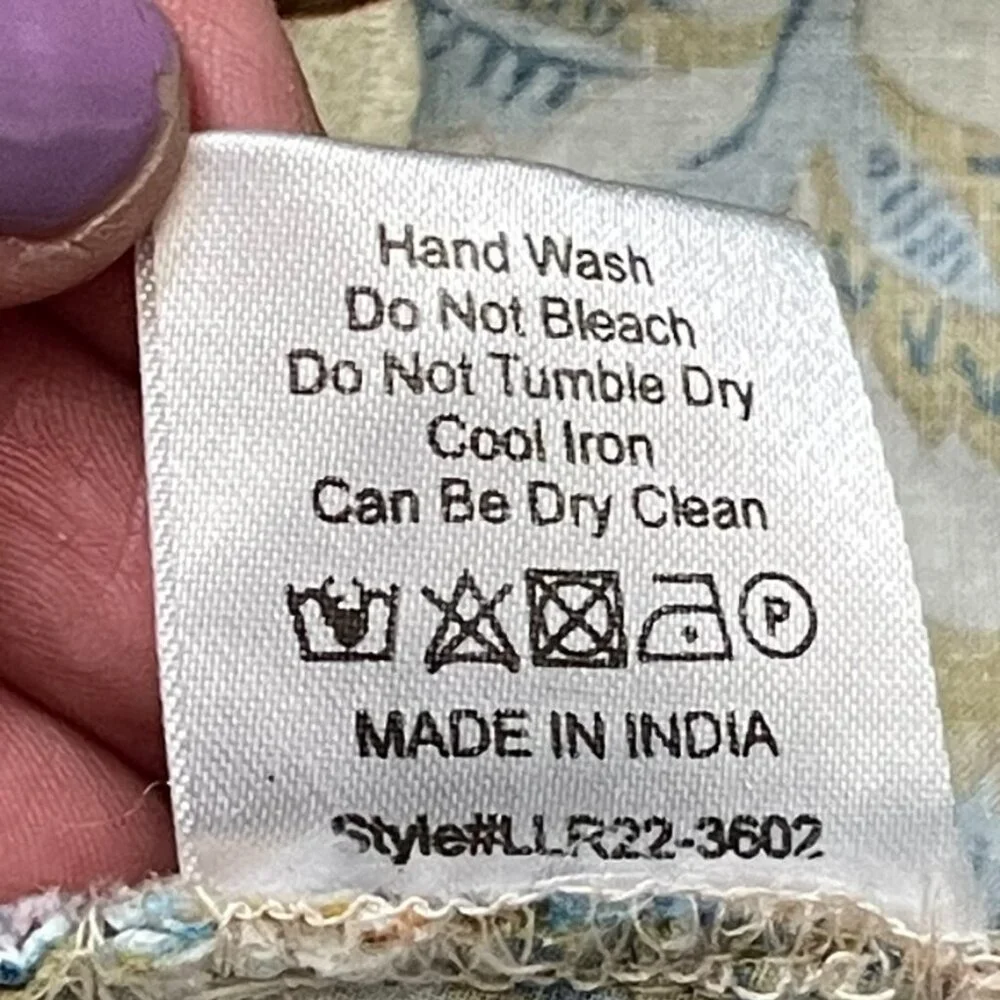 Hand Wash
Do Not Bleach
Do Not Tumble Dry
Cool Iron
Can Be Dry Clean
P
MADE IN INDIA
Style#LLR22-3602